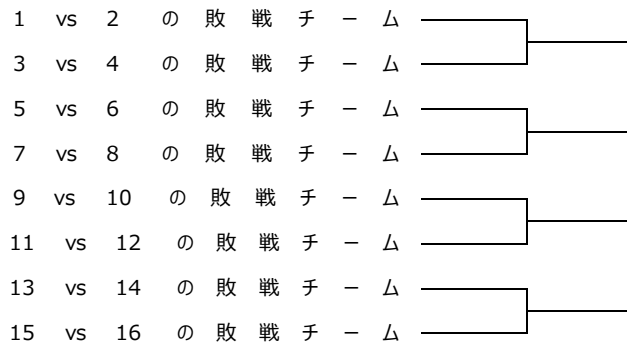 1 vs 2 の敗戦チーム
3 vs 4 の敗戦チーム
5 vs 6 の敗戦チーム
7 vs 8 の敗戦チーム
9 vs 10 の敗戦チーム
11 vs 12 の敗戦チーム
13 vs 14 の敗戦チーム
15 vs 16 の敗戦チーム